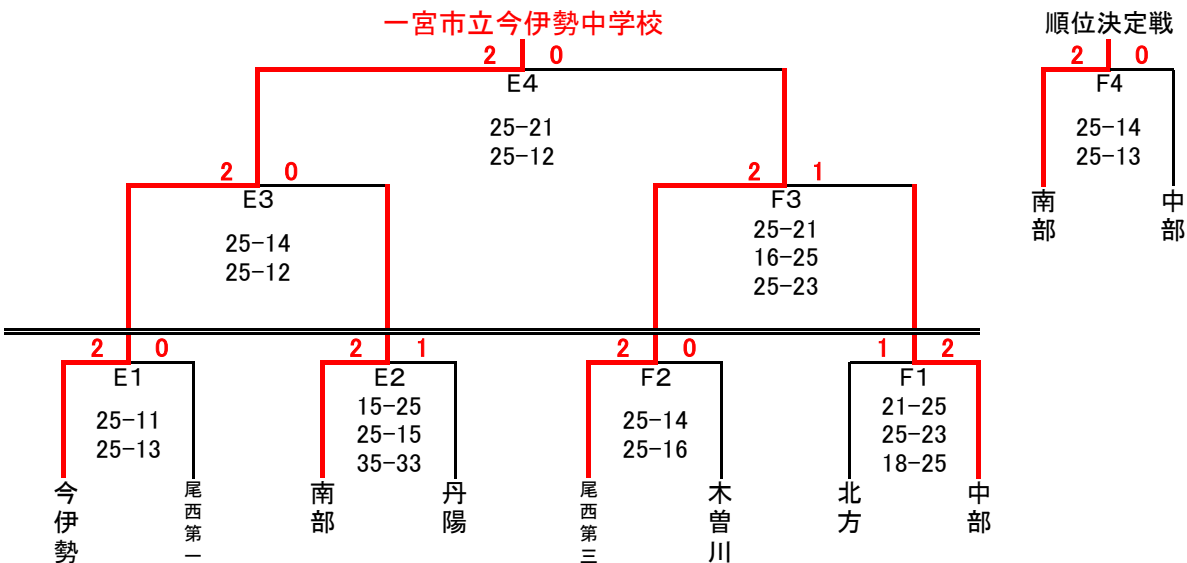 一宮市立今伊勢中学校
順位決定戦
2 0
E4
25-21
25-12
2 0
F4
25-14
25-13
南部
中部
2 0
E3
25-14
25-12
2 1
F3
25-21
16-25
25-23
2 0
E1
25-11
25-13
2 1
E2
15-25
25-15
35-33
2 0
F2
25-14
25-16
1 2
F1
21-25
25-23
18-25
今伊勢
尾西第一
南部
丹陽
尾西第三
木曽川
北方
中部